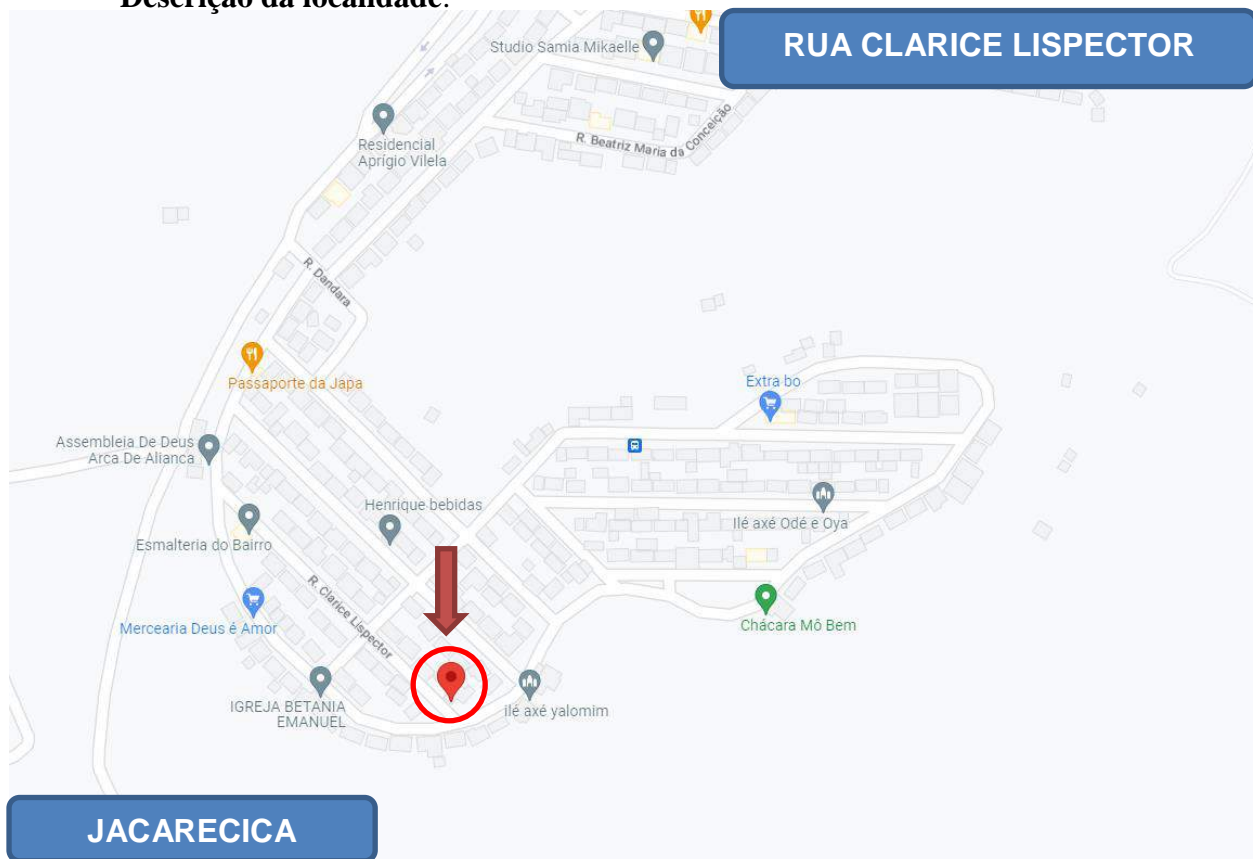 Descrição da localidade:
RUA CLARICE LISPECTOR
Studio Samia Mikaelle
R. Beatriz Maria da Conceição
Residencial
Aprígio Vilela
R. Dandara
Passaporte da Japa
Extra bo
Assembleia De Deus
Arca De Alianca
Henrique bebidas
Ilé axé Odé e Oya
Esmalteria do Bairro
R. Clarice Lispector
Mercearia Deus é Amor
Chácara Mô Bem
IGREJA BETANIA
EMANUEL
ilé axé yalomim
JACARECICA